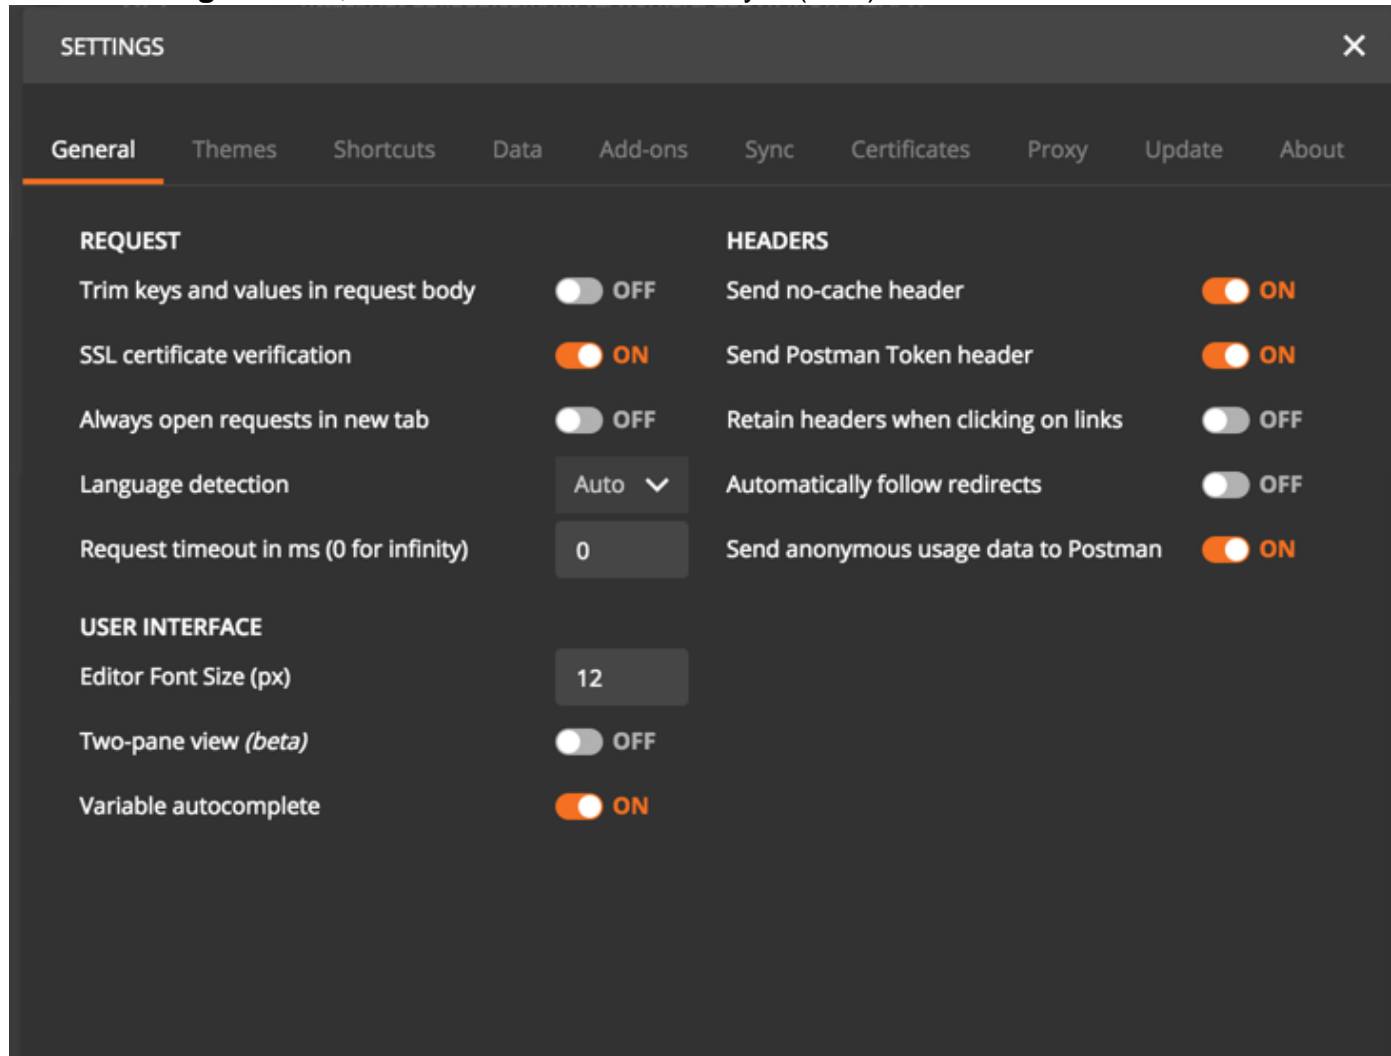 SETTINGS
General Themes Shortcuts Data Add-ons Sync Certificates Proxy Update About
REQUEST
Trim keys and values in request body OFF
SSL certificate verification ON
Always open requests in new tab OFF
Language detection Auto
Request timeout in ms (0 for infinity) 0
USER INTERFACE
Editor Font Size (px) 12
Two-pane view (beta) OFF
Variable autocomplete ON
HEADERS
Send no-cache header ON
Send Postman Token header ON
Retain headers when clicking on links OFF
Automatically follow redirects OFF
Send anonymous usage data to Postman ON